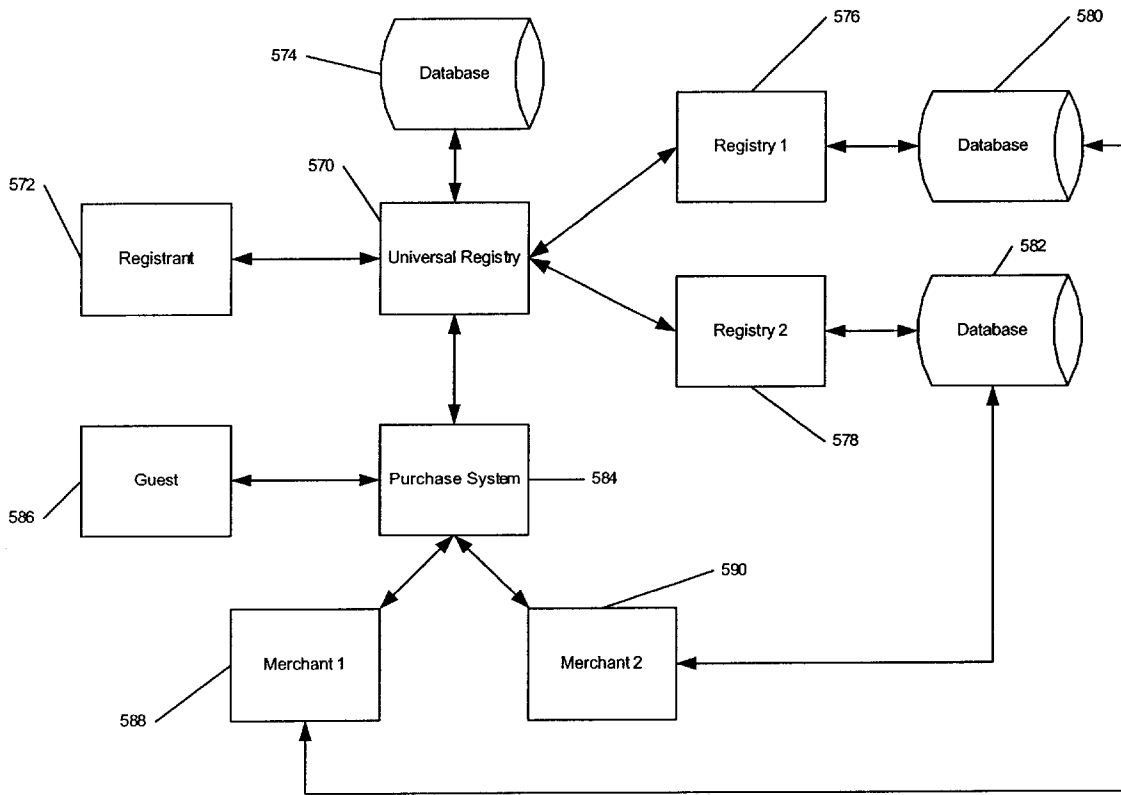 576
580
574
Database
570
Registry 1
Database
572
Registrant
Universal Registry
582
Registry 2
Database
578
Guest
Purchase System
584
586
590
Merchant 1
Merchant 2
588